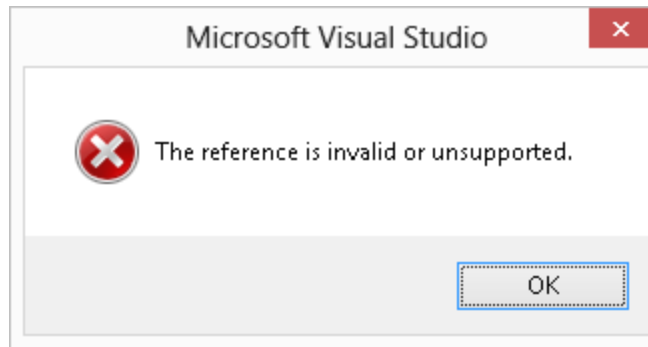 Microsoft Visual Studio
The reference is invalid or unsupported.
OK